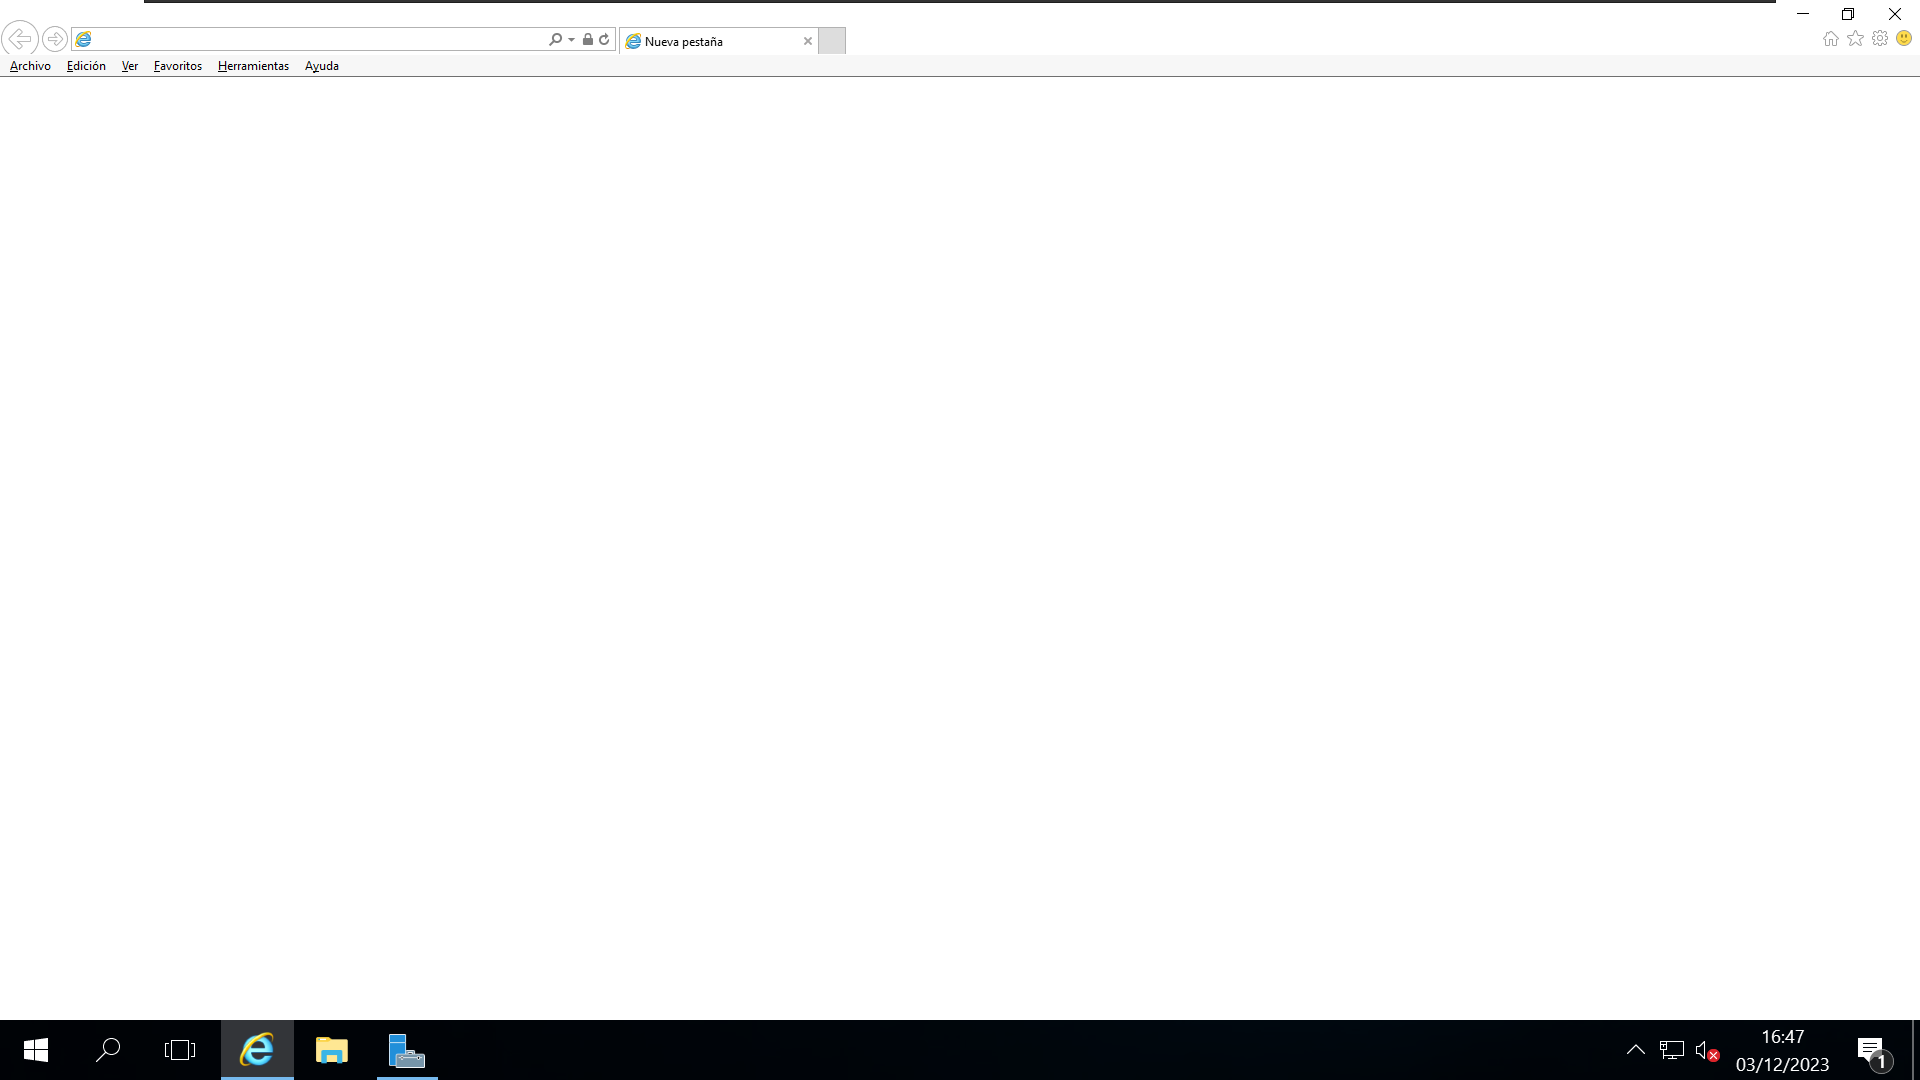 Nueva pestaña
Archivo Edición Ver Favoritos Herramientas Ayuda
16:47
03/12/2023
1